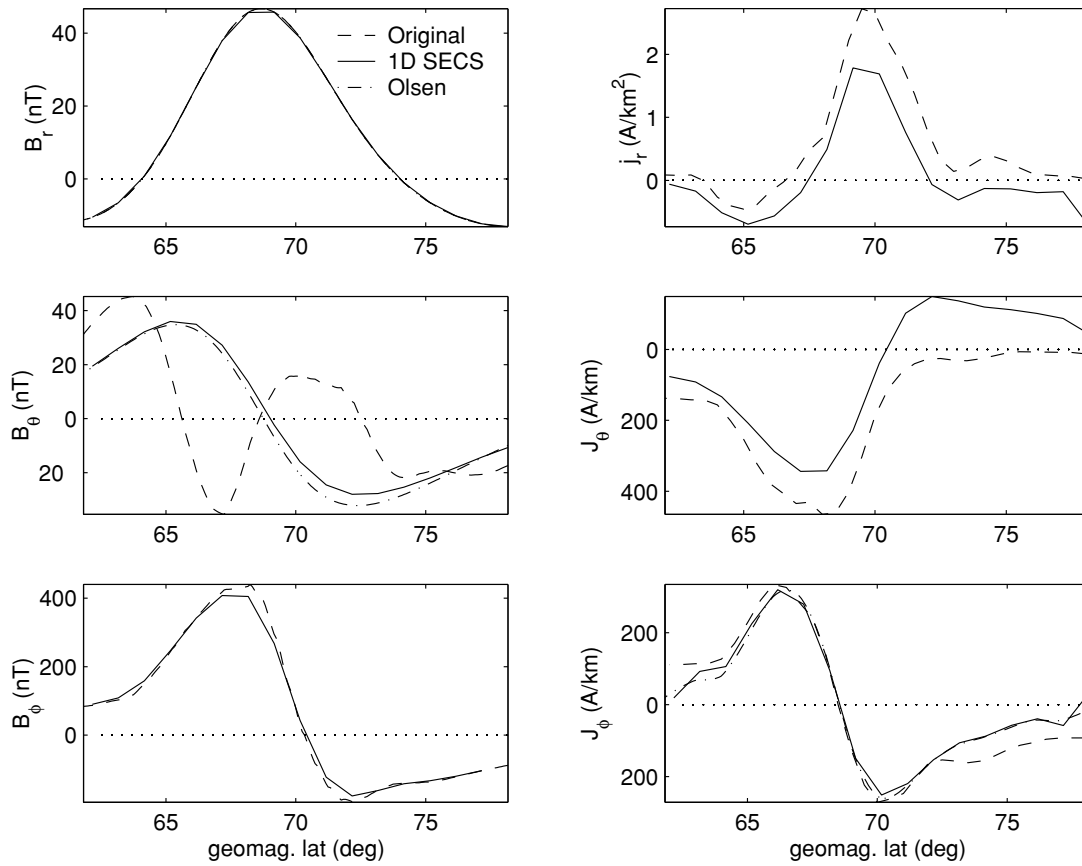 40
20
0
B_r (nT)
65 70 75
Original
1D SECS
Olsen
2
1
0
j_r (A/km²)
65 70 75
40
20
0
20
B_θ (nT)
65 70 75
0
200
400
J_θ (A/km)
65 70 75
400
200
0
B_ϕ (nT)
65 70 75
geomag. lat (deg)
200
0
200
J_ϕ (A/km)
65 70 75
geomag. lat (deg)